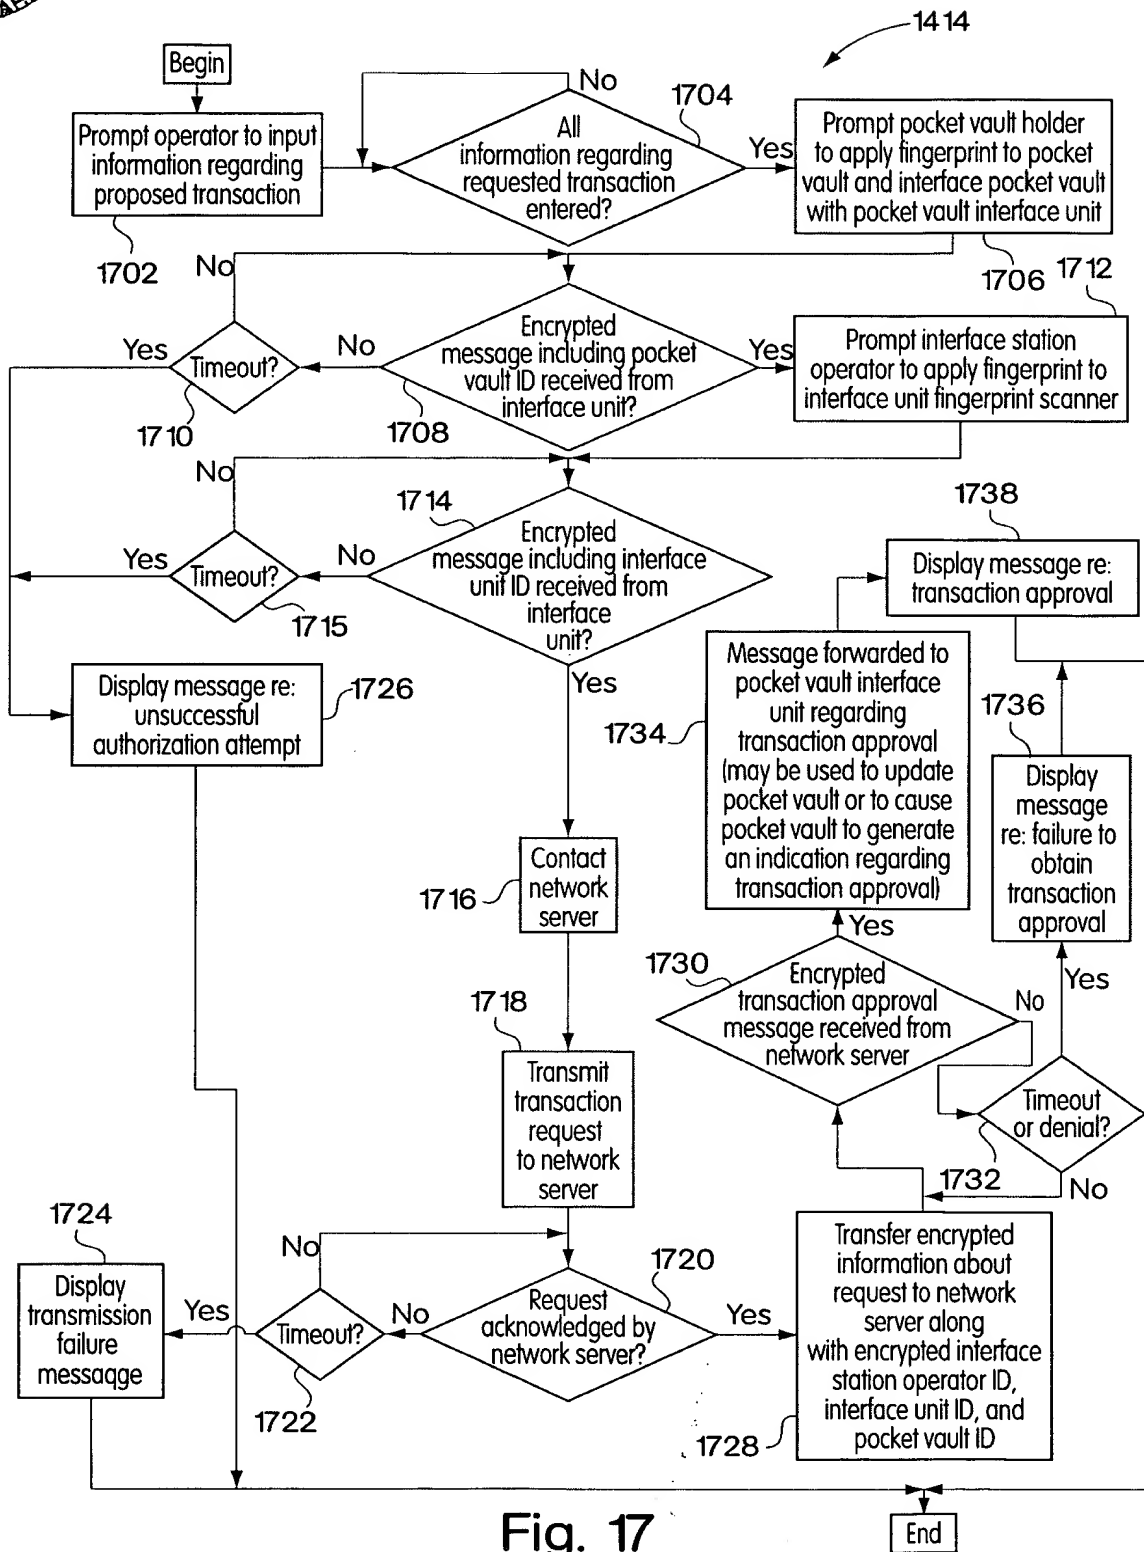 1414
Begin
No
1704
Prompt operator to input
information regarding
proposed transaction
All
information regarding
requested transaction
entered?
Yes
Prompt pocket vault holder
to apply fingerprint to pocket
vault and interface pocket vault
with pocket vault interface unit
1702
No
1706
1712
Yes
Timeout?
No
Encrypted
message including pocket
vault ID received from
interface unit?
Yes
Prompt interface station
operator to apply fingerprint to
interface unit fingerprint scanner
1710
1708
No
1714
1738
Yes
Timeout?
No
Encrypted
message including interface
unit ID received from
interface
unit?
Display message re:
transaction approval
1715
Yes
Display message re:
unsuccessful
authorization attempt
1726
1734
Message forwarded to
pocket vault interface
unit regarding
transaction approval
(may be used to update
pocket vault or to cause
pocket vault to generate
an indication regarding
transaction approval)
1736
Display
message
re: failure to
obtain
transaction
approval
1716
Contact
network
server
Yes
1730
Encrypted
transaction approval
message received from
network server
No
Yes
1718
Transmit
transaction
request
to network
server
Timeout
or denial?
1732
No
1724
Display
transmission
failure
messaqge
Yes
No
Timeout?
1722
No
1720
Request
acknowledged by
network server?
Yes
Transfer encrypted
information about
request to network
server along
with encrypted interface
station operator ID,
interface unit ID, and
pocket vault ID
1728
End
Fig. 17